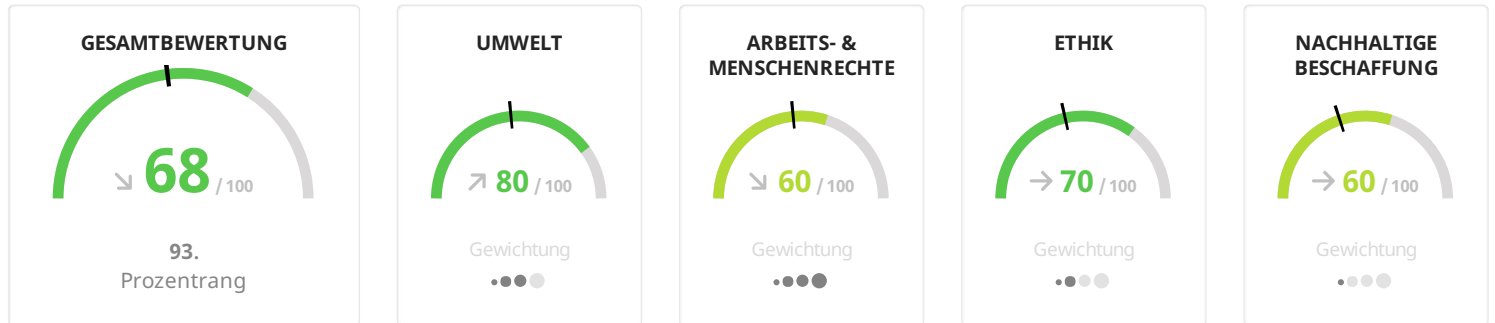 GESAMTBEWERTUNG
68 / 100
93.
Prozentrang
UMWELT
80 / 100
Gewichtung
ARBEITS- &
MENSCHENRECHTE
60 / 100
Gewichtung
ETHIK
70 / 100
Gewichtung
NACHHALTIGE
BESCHAFFUNG
60 / 100
Gewichtung